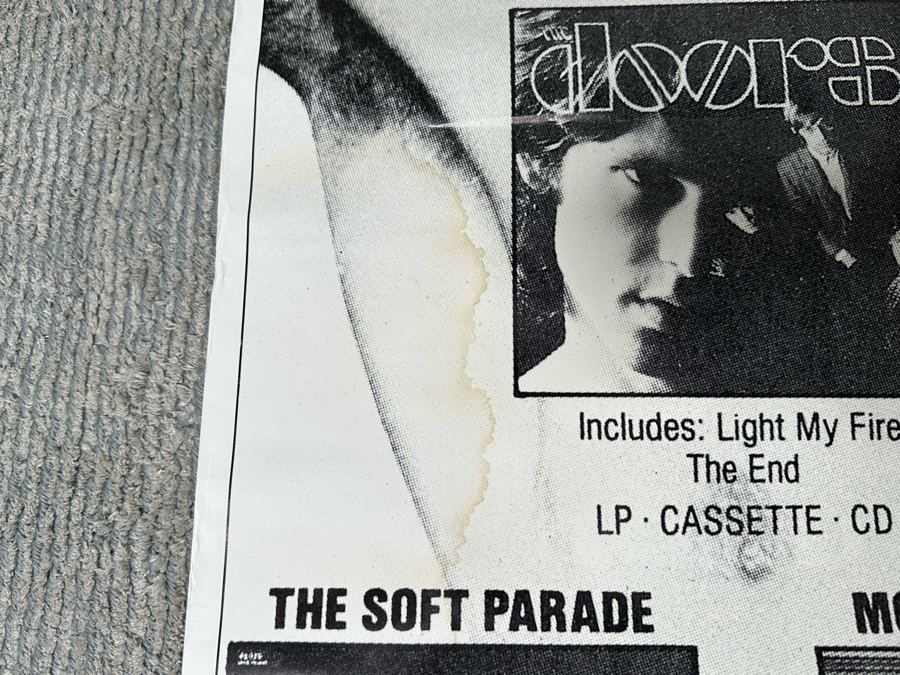 THE
DOORS
Includes: Light My Fire
The End
LP · CASSETTE · CD
THE SOFT PARADE